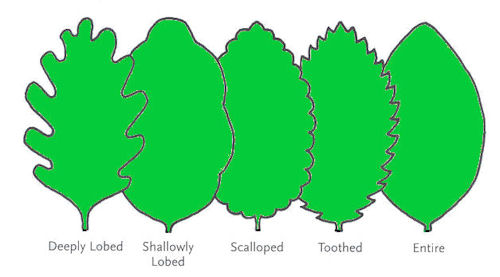 Deeply Lobed
Shallowly
Lobed
Scalloped
Toothed
Entire